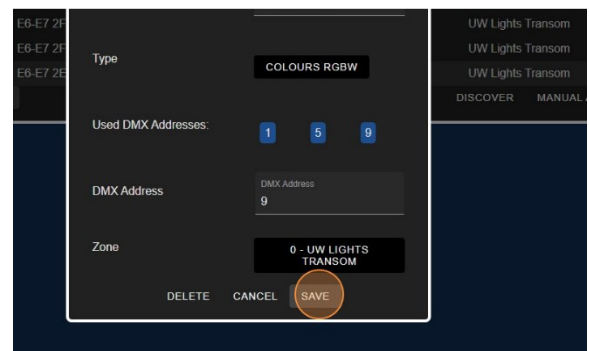 E6-E7 2F
UW Lights Transom
E6-E7 2F
UW Lights Transom
Type
COLOURS RGBW
E6-E7 2E
UW Lights Transom
DISCOVER MANUAL
Used DMX Addresses:
1 5 9
DMX Address
DMX Address
9
Zone
0 - UW LIGHTS
TRANSOM
DELETE CANCEL SAVE